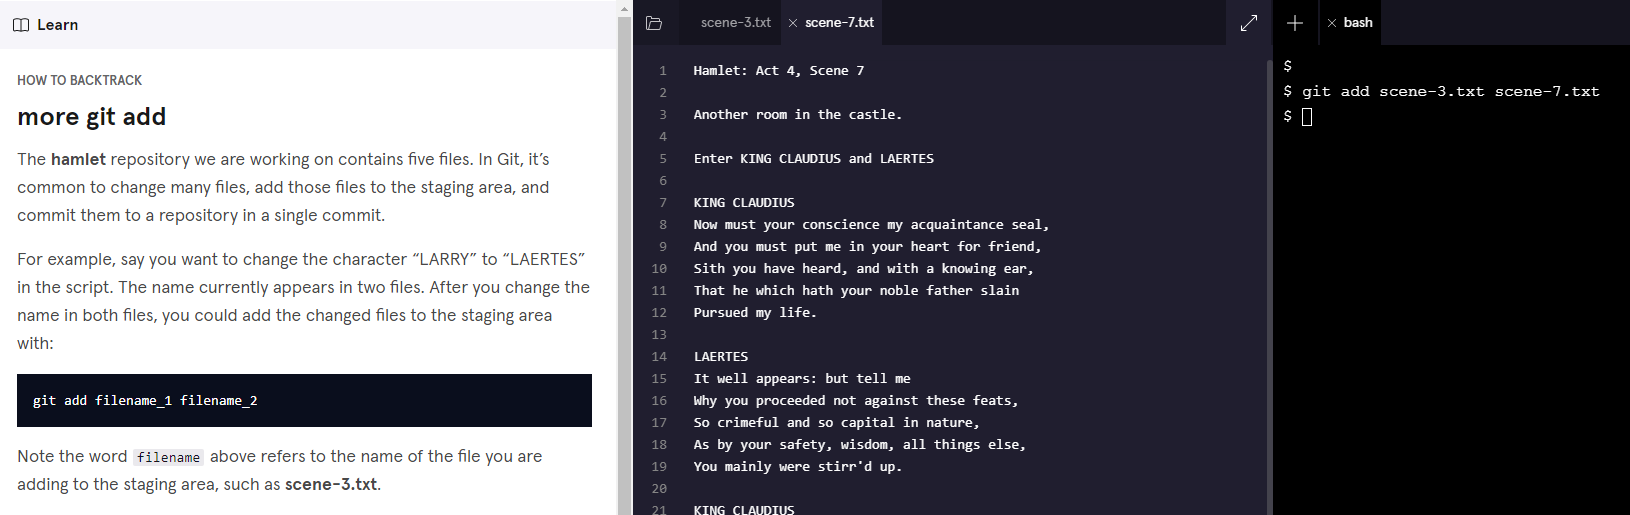 Learn
HOW TO BACKTRACK
more git add
The hamlet repository we are working on contains five files. In Git, it’s
common to change many files, add those files to the staging area, and
commit them to a repository in a single commit.
For example, say you want to change the character “LARRY” to “LAERTES”
in the script. The name currently appears in two files. After you change the
name in both files, you could add the changed files to the staging area
with:
git add filename_1 filename_2
Note the word filename above refers to the name of the file you are
adding to the staging area, such as scene-3.txt.
scene-3.txt × scene-7.txt
1 Hamlet: Act 4, Scene 7
2
3 Another room in the castle.
4
5 Enter KING CLAUDIUS and LAERTES
6
7 KING CLAUDIUS
8 Now must your conscience my acquaintance seal,
9 And you must put me in your heart for friend,
10 Sith you have heard, and with a knowing ear,
11 That he which hath your noble father slain
12 Pursued my life.
13
14 LAERTES
15 It well appears: but tell me
16 Why you proceeded not against these feats,
17 So crimeful and so capital in nature,
18 As by your safety, wisdom, all things else,
19 You mainly were stirr'd up.
20
21 KING CLAUDIUS
+ × bash
$
$ git add scene-3.txt scene-7.txt
$